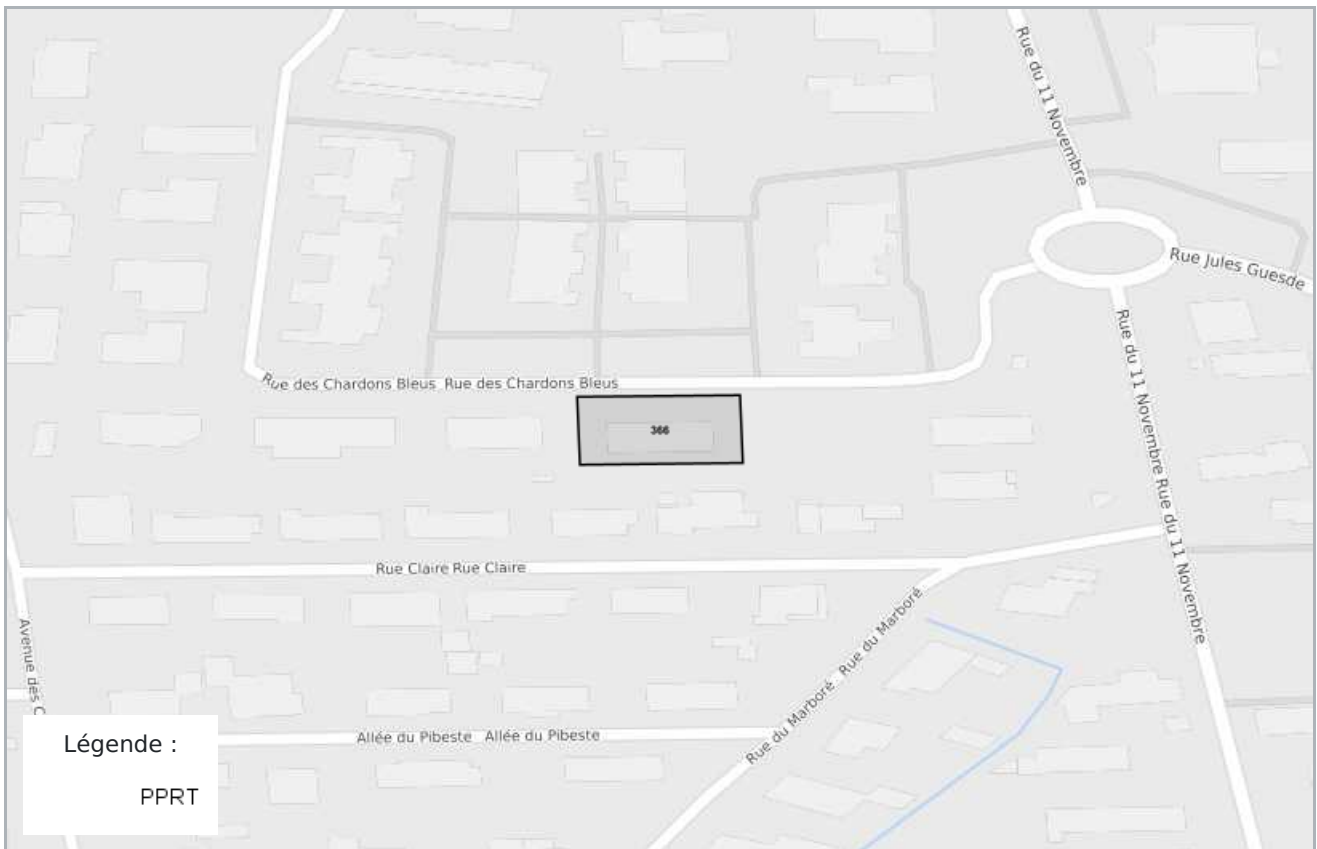 Rue du 11 Novembre
Rue Jules Guesde
Rue des Chardons Bleus Rue des Chardons Bleus
Rue du 11 Novembre Rue du 11 Novembre
366
Rue Claire Rue Claire
Rue du Marboré Rue du Marboré
Avenue des C
Allée du Pibeste Allée du Pibeste
Légende :
PPRT